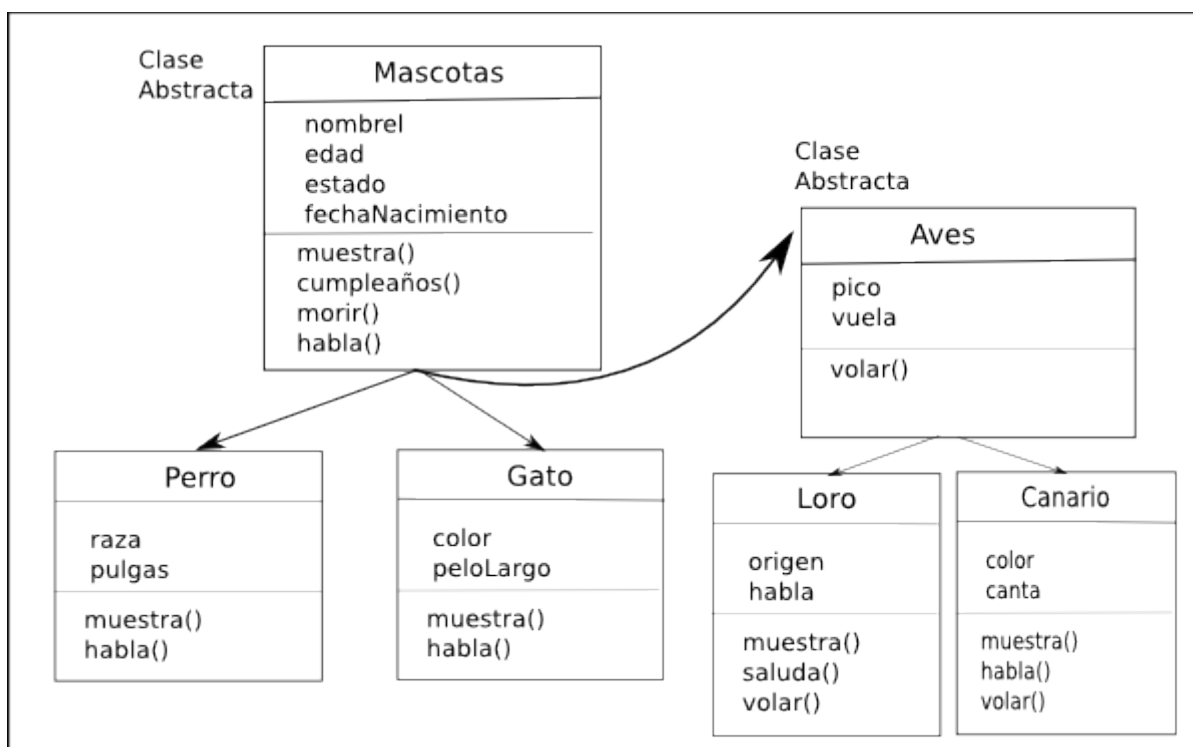 Clase
Abstracta
Mascotas
nombrel
edad
estado
fechaNacimiento
muestra()
cumpleaños()
morir()
habla()
Clase
Abstracta
Aves
pico
vuela
volar()
Perro
raza
pulgas
muestra()
habla()
Gato
color
peloLargo
muestra()
habla()
Loro
origen
habla
muestra()
saluda()
volar()
Canario
color
canta
muestra()
habla()
volar()